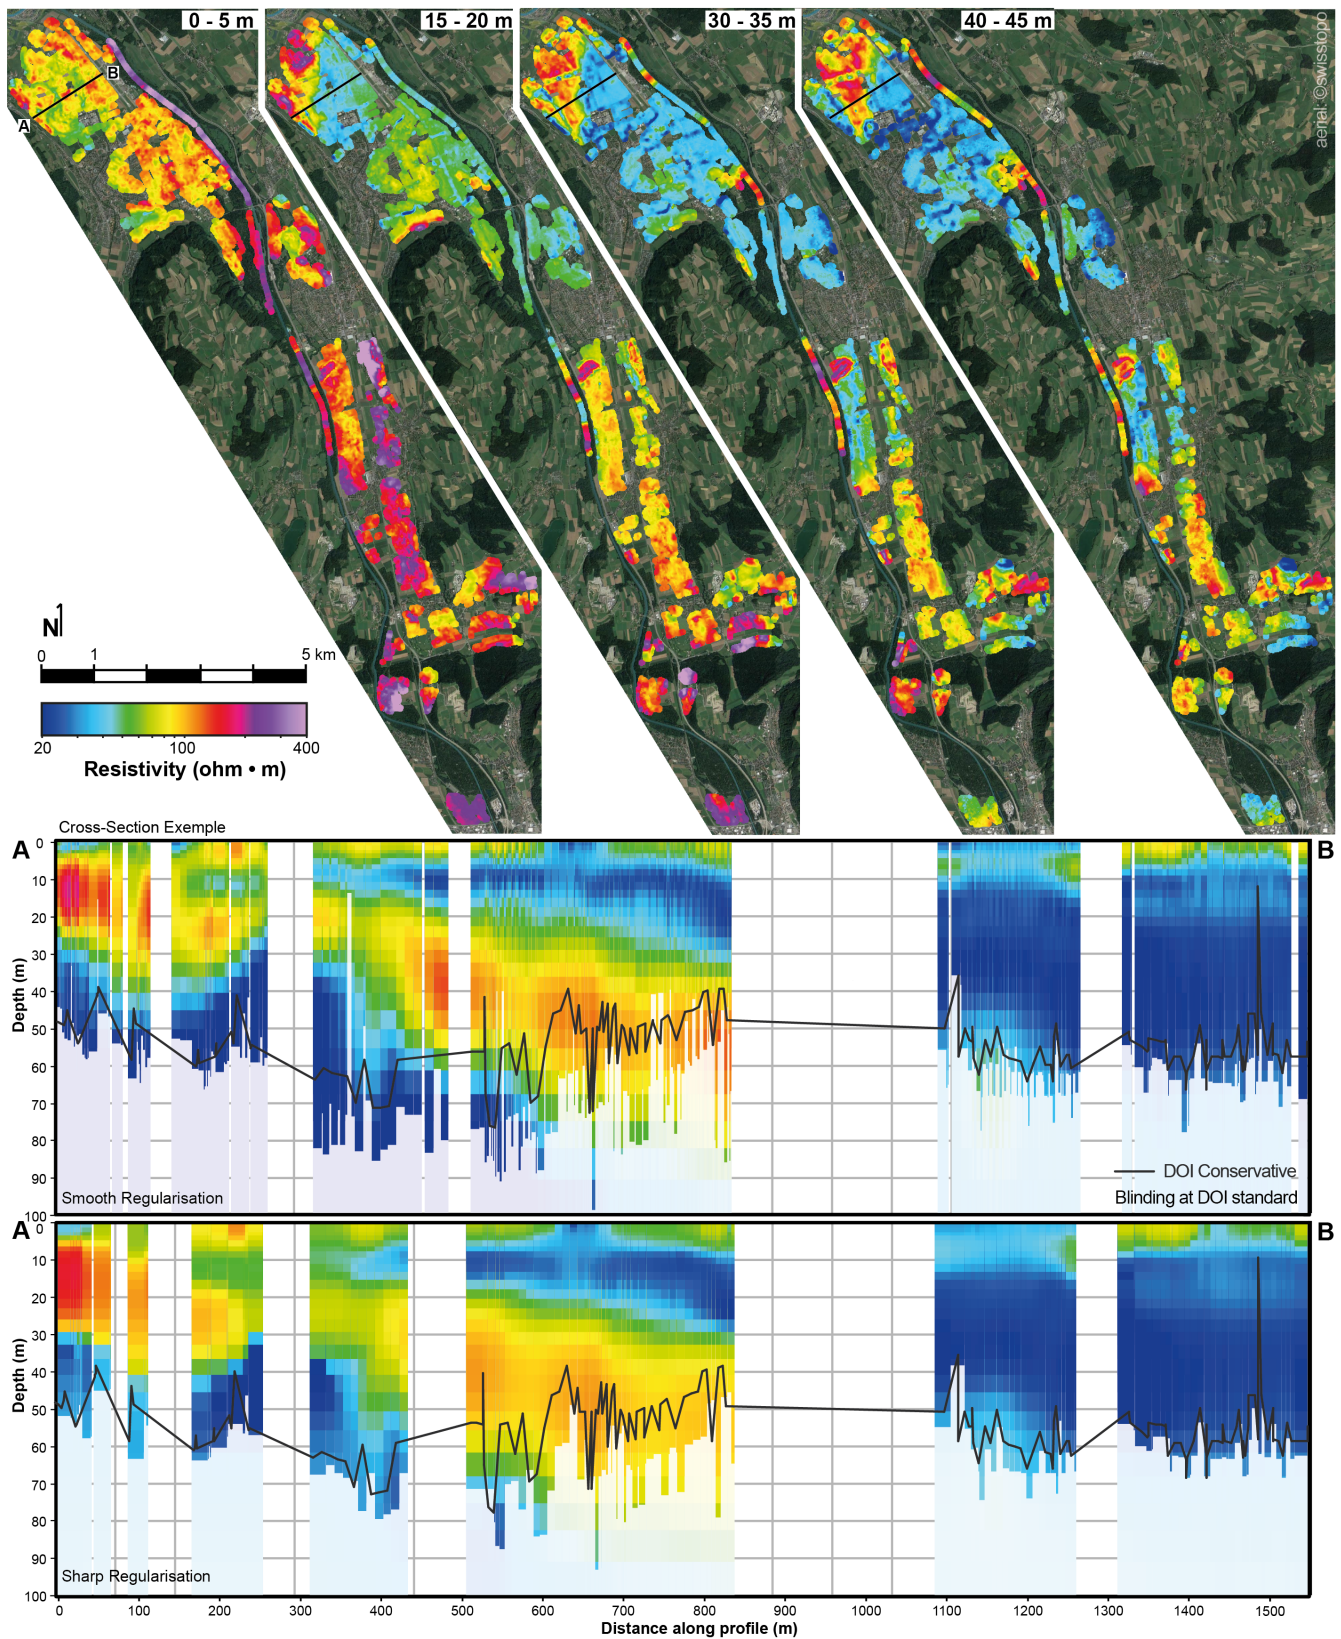 0 - 5 m
15 - 20 m
30 - 35 m
40 - 45 m
aerial: ©swisstopo
B
A
N
0 1 5 km
20 100 400
Resistivity (ohm • m)
Cross-Section Exemple
A
B
0
10
20
30
40
50
60
70
80
90
100
Depth (m)
DOI Conservative
Blinding at DOI standard
Smooth Regularisation
A
B
0
10
20
30
40
50
60
70
80
90
100
Depth (m)
Sharp Regularisation
0 100 200 300 400 500 600 700 800 900 1000 1100 1200 1300 1400 1500
Distance along profile (m)